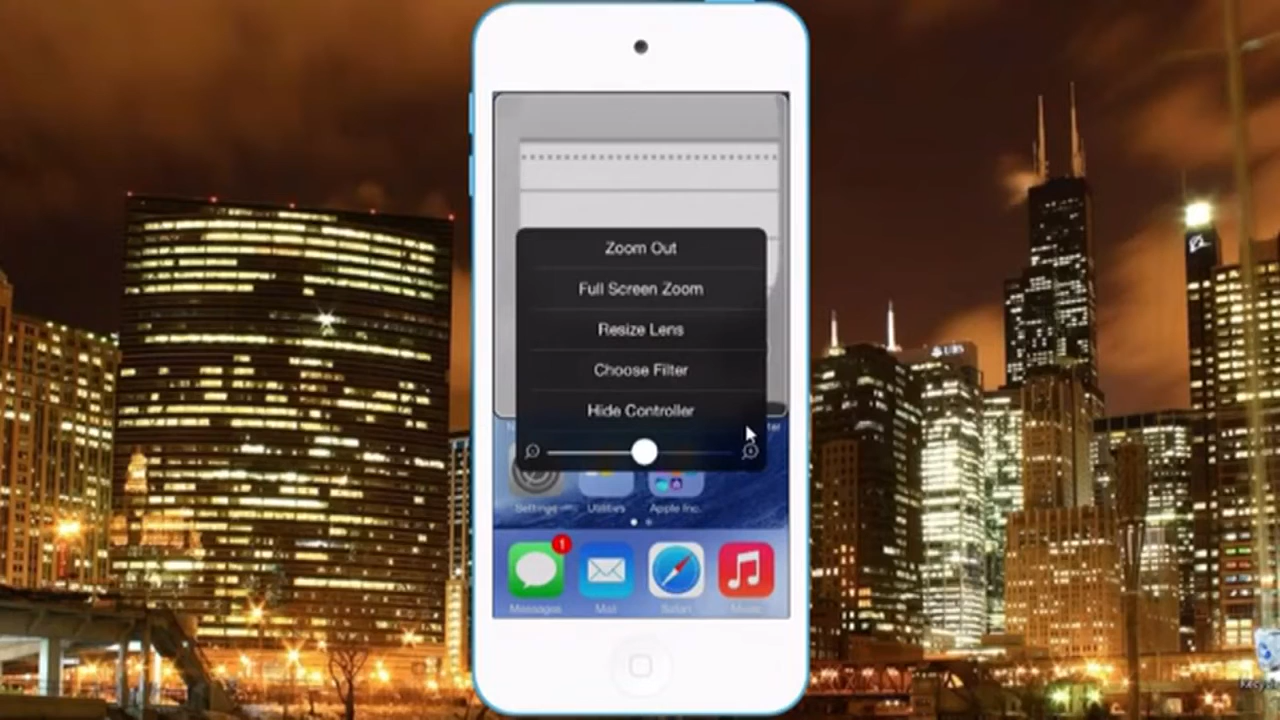 UBS
Zoom Out
Full Screen Zoom
Resize Lens
Choose Filter
Hide Controller
Settings
Utilities
Apple Inc.
1
Messages
Mail
Safari
Music